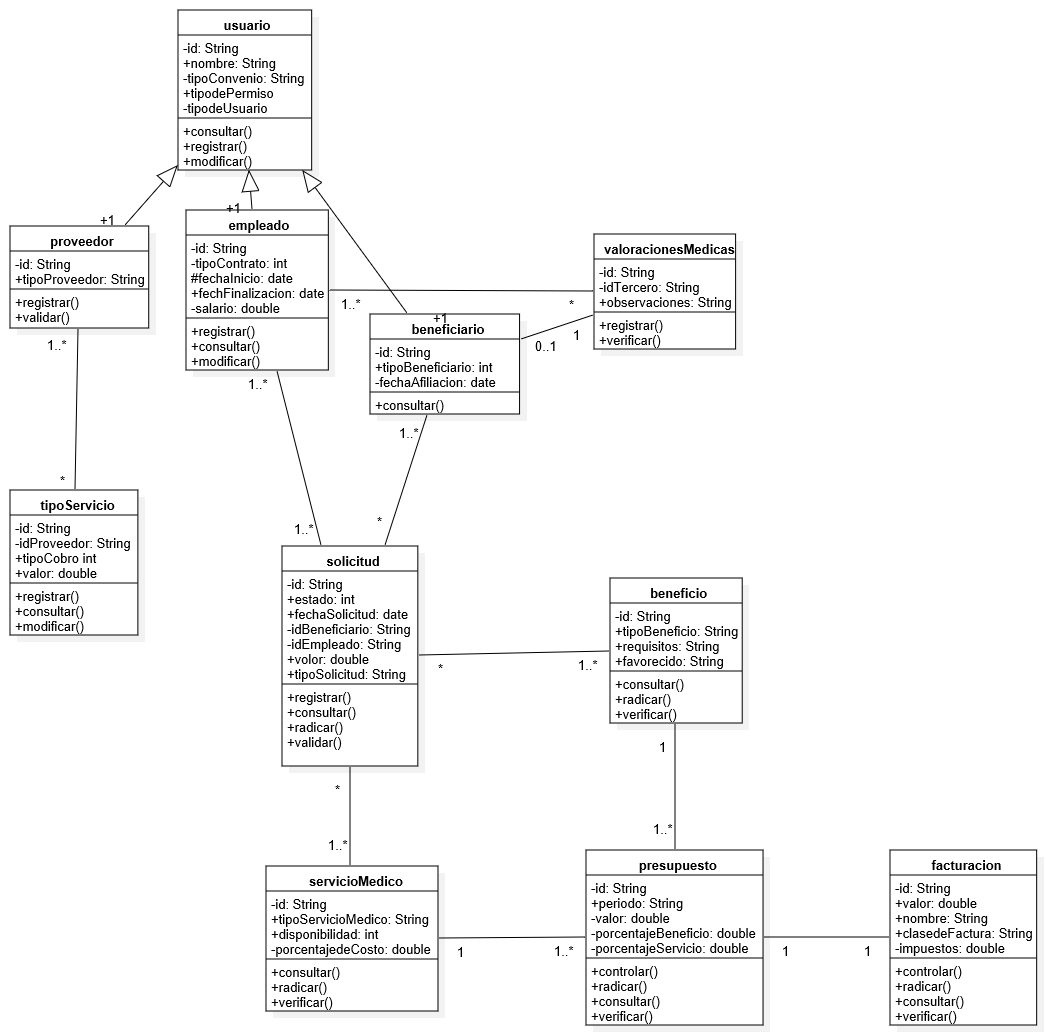 usuario
-id: String
+nombre: String
-tipoConvenio: String
+tipodePermiso
-tipodeUsuario
+consultar()
+registrar()
+modificar()
+1
proveedor
-id: String
+tipoProveedor: String
+registrar()
+validar()
1..*
*
+1
empleado
-id: String
-tipoContrato: int
#fechaInicio: date
+fechFinalizacion: date
-salario: double
+registrar()
+consultar()
+modificar()
1..*
*
1..*
1..*
+1
beneficiario
-id: String
+tipoBeneficiario: int
-fechaAfiliacion: date
+consultar()
0..1
1
1..*
*
valoracionesMedicas
-id: String
-idTercero: String
+observaciones: String
+registrar()
+verificar()
tipoServicio
-id: String
-idProveedor: String
+tipoCobro int
+valor: double
+registrar()
+consultar()
+modificar()
solicitud
-id: String
+estado: int
+fechaSolicitud: date
-idBeneficiario: String
-idEmpleado: String
+volor: double
+tipoSolicitud: String
+registrar()
+consultar()
+radicar()
+validar()
*
1..*
*
1..*
beneficio
-id: String
+tipoBeneficio: String
+requisitos: String
+favorecido: String
+consultar()
+radicar()
+verificar()
1
1..*
servicioMedico
-id: String
+tipoServicioMedico: String
+disponibilidad: int
-porcentajedeCosto: double
+consultar()
+radicar()
+verificar()
1
1..*
presupuesto
-id: String
+periodo: String
-valor: double
-porcentajeBeneficio: double
-porcentajeServicio: double
+controlar()
+radicar()
+consultar()
+verificar()
1
1
facturacion
-id: String
+valor: double
+nombre: String
+clasedeFactura: String
-impuestos: double
+controlar()
+radicar()
+consultar()
+verificar()